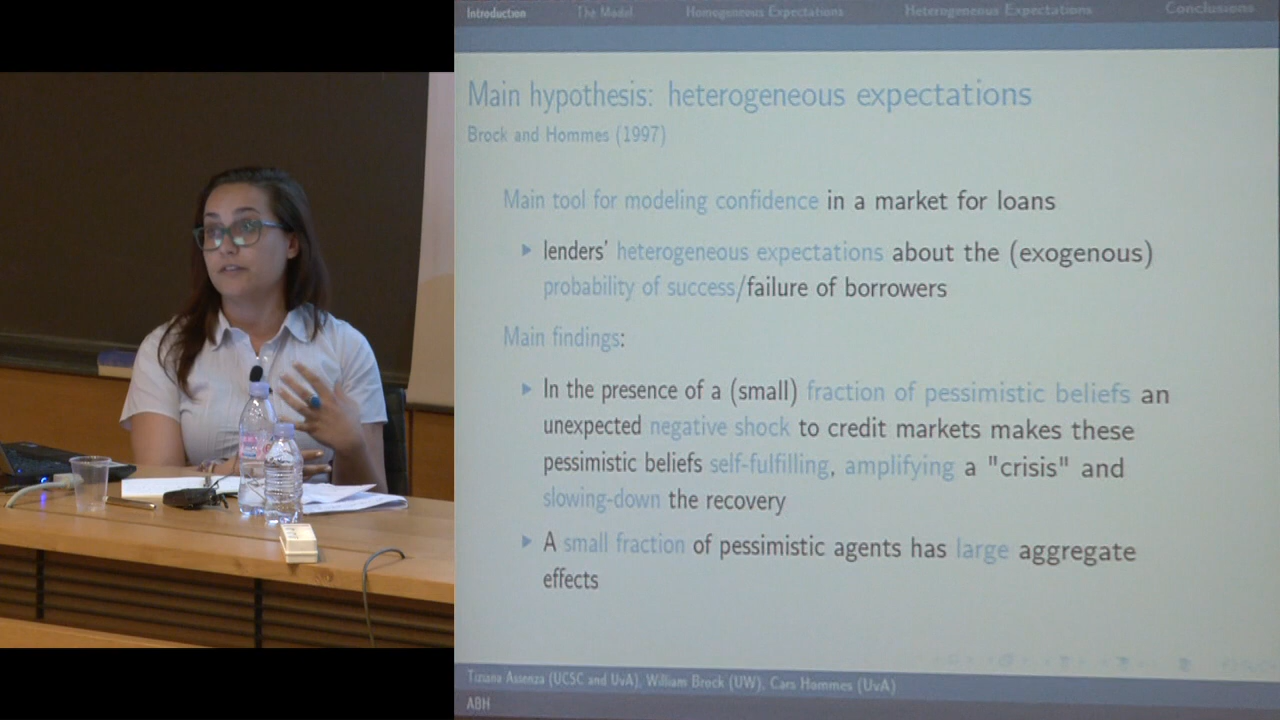 Introduction The Model Homogeneous Expectations Heterogeneous Expectations Conclusions
Main hypothesis: heterogeneous expectations
Brock and Hommes (1997)
Main tool for modeling confidence in a market for loans
lenders' heterogeneous expectations about the (exogenous)
probability of success/failure of borrowers
Main findings:
In the presence of a (small) fraction of pessimistic beliefs an
unexpected negative shock to credit markets makes these
pessimistic beliefs self-fulfilling, amplifying a "crisis" and
slowing-down the recovery
A small fraction of pessimistic agents has large aggregate
effects
Tiziana Assenza (UCSC and UvA), William Brock (UW), Cars Hommes (UvA)
ABH